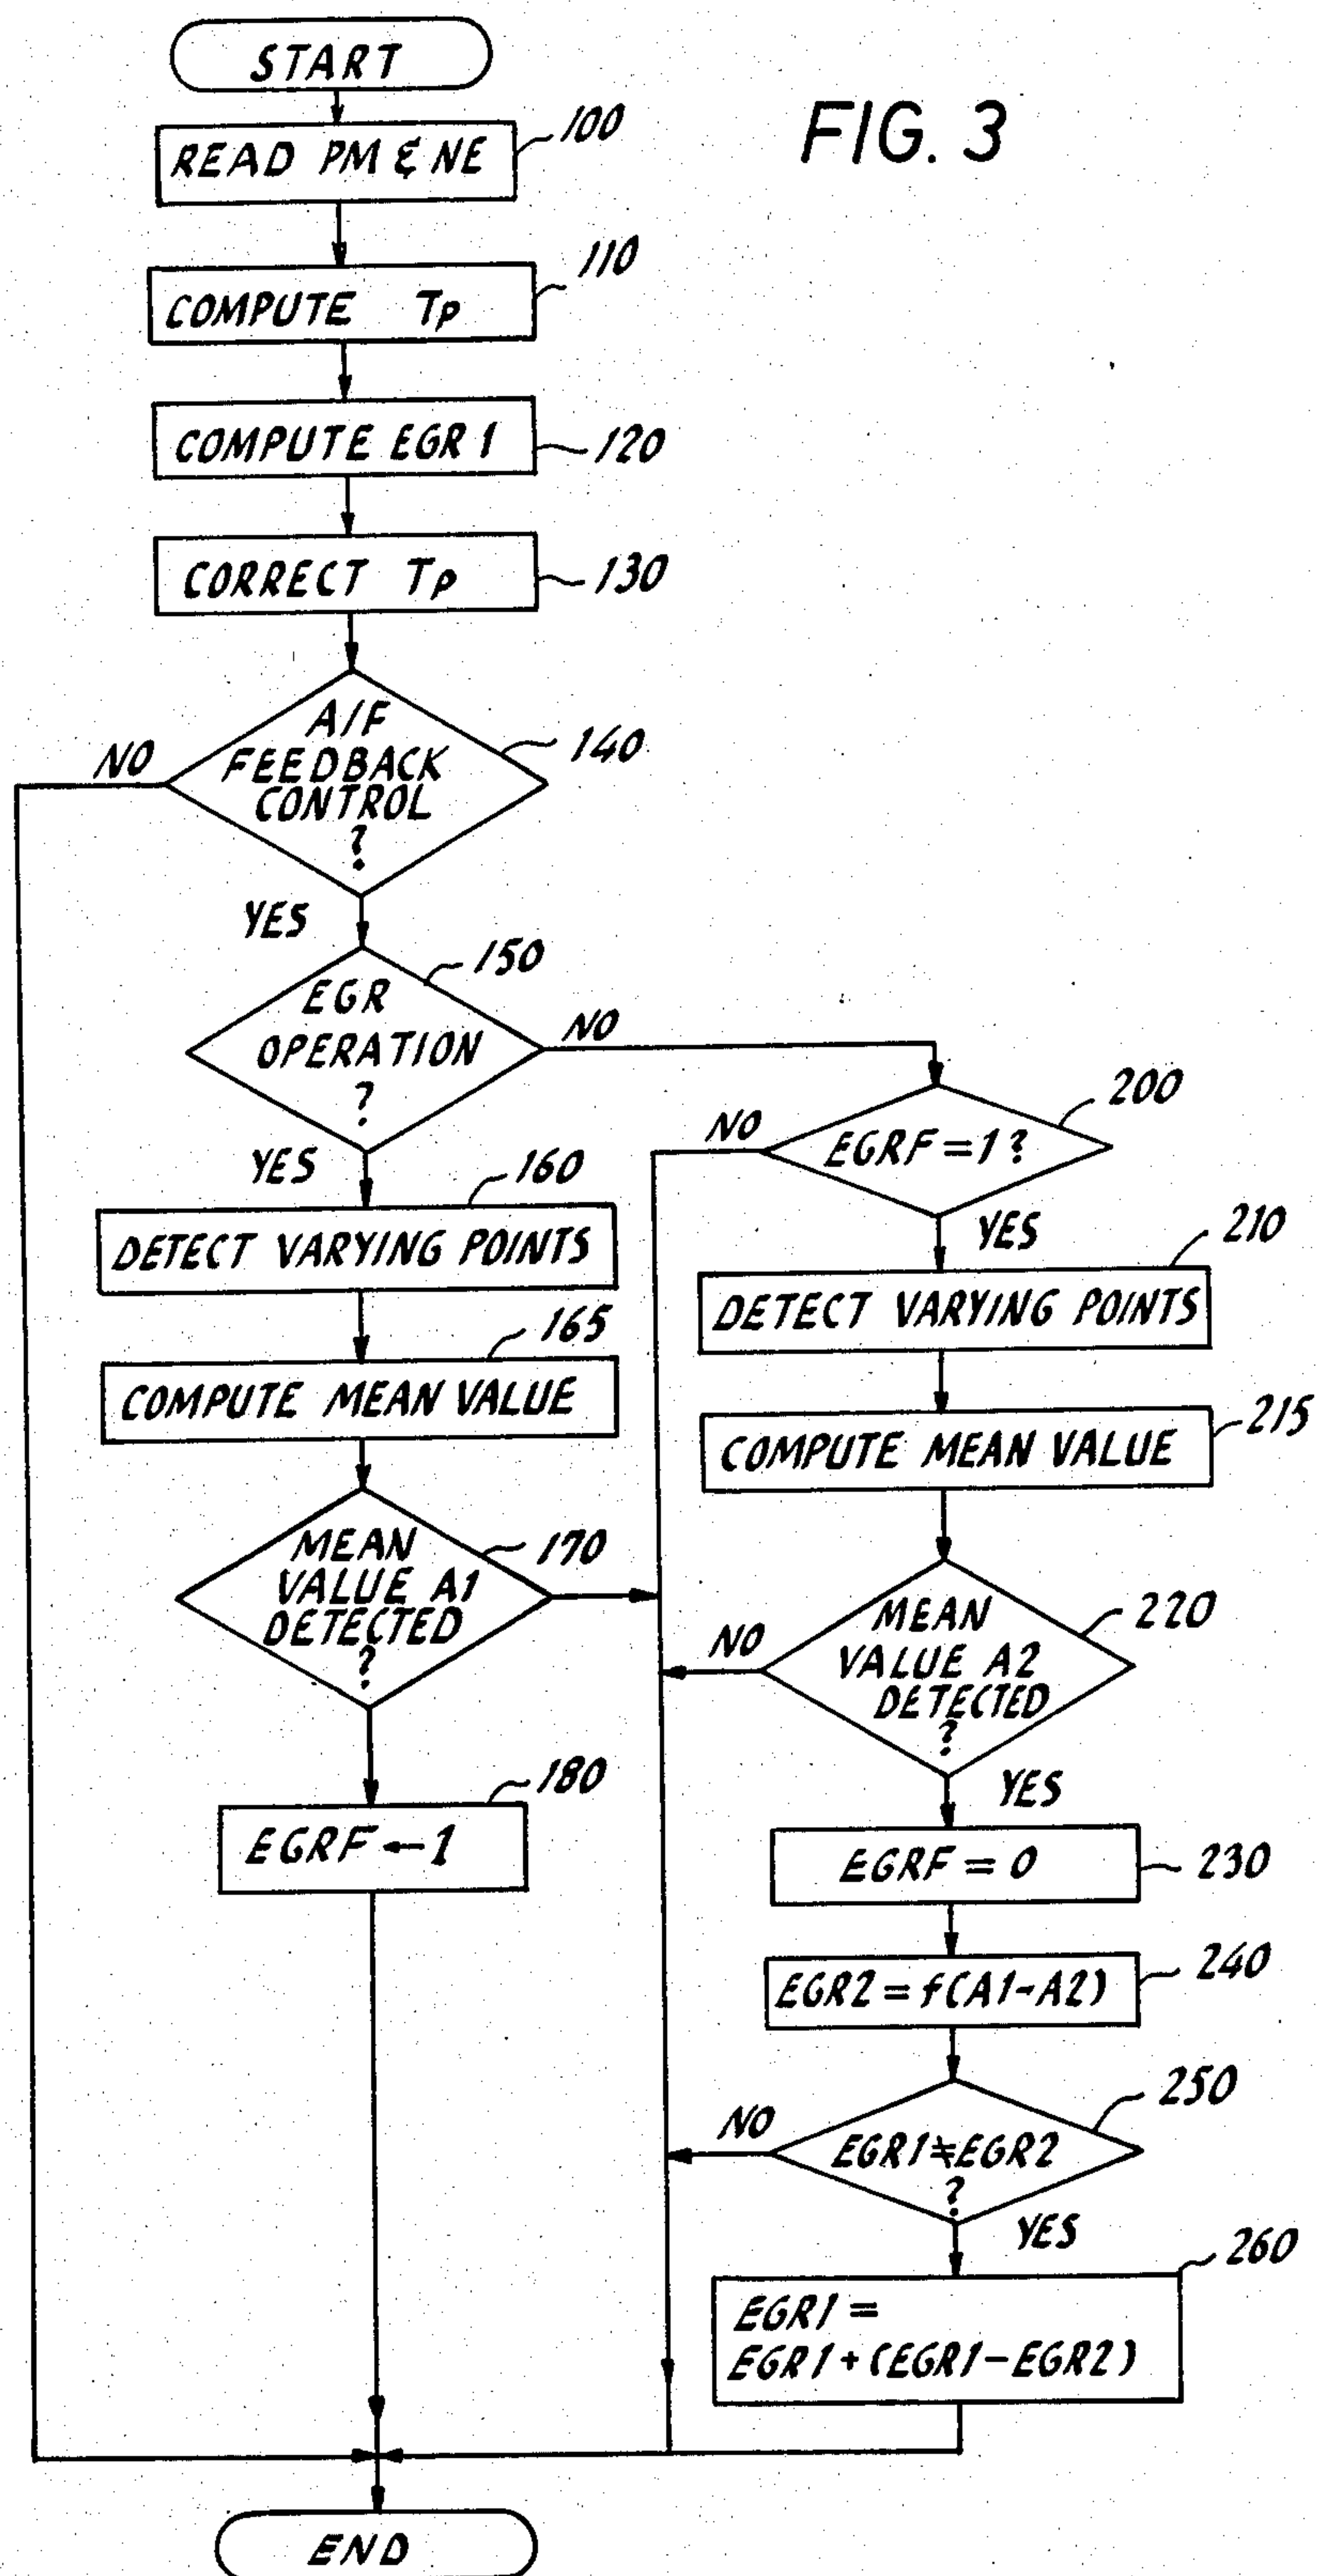 START
FIG. 3
READ PM & NE
100
COMPUTE Tp
110
COMPUTE EGR 1
120
CORRECT Tp
130
A/F
FEEDBACK
CONTROL
?
140
NO
YES
EGR
OPERATION
?
150
NO
YES
EGRF = 1 ?
200
NO
YES
DETECT VARYING POINTS
160
DETECT VARYING POINTS
210
COMPUTE MEAN VALUE
165
COMPUTE MEAN VALUE
215
MEAN
VALUE A1
DETECTED
?
170
MEAN
VALUE A2
DETECTED
?
220
NO
YES
EGRF ← 1
180
EGRF = 0
230
EGR2 = f(A1-A2)
240
EGR1≠EGR2
?
250
NO
YES
EGR1 =
EGR1 + (EGR1 - EGR2)
260
END